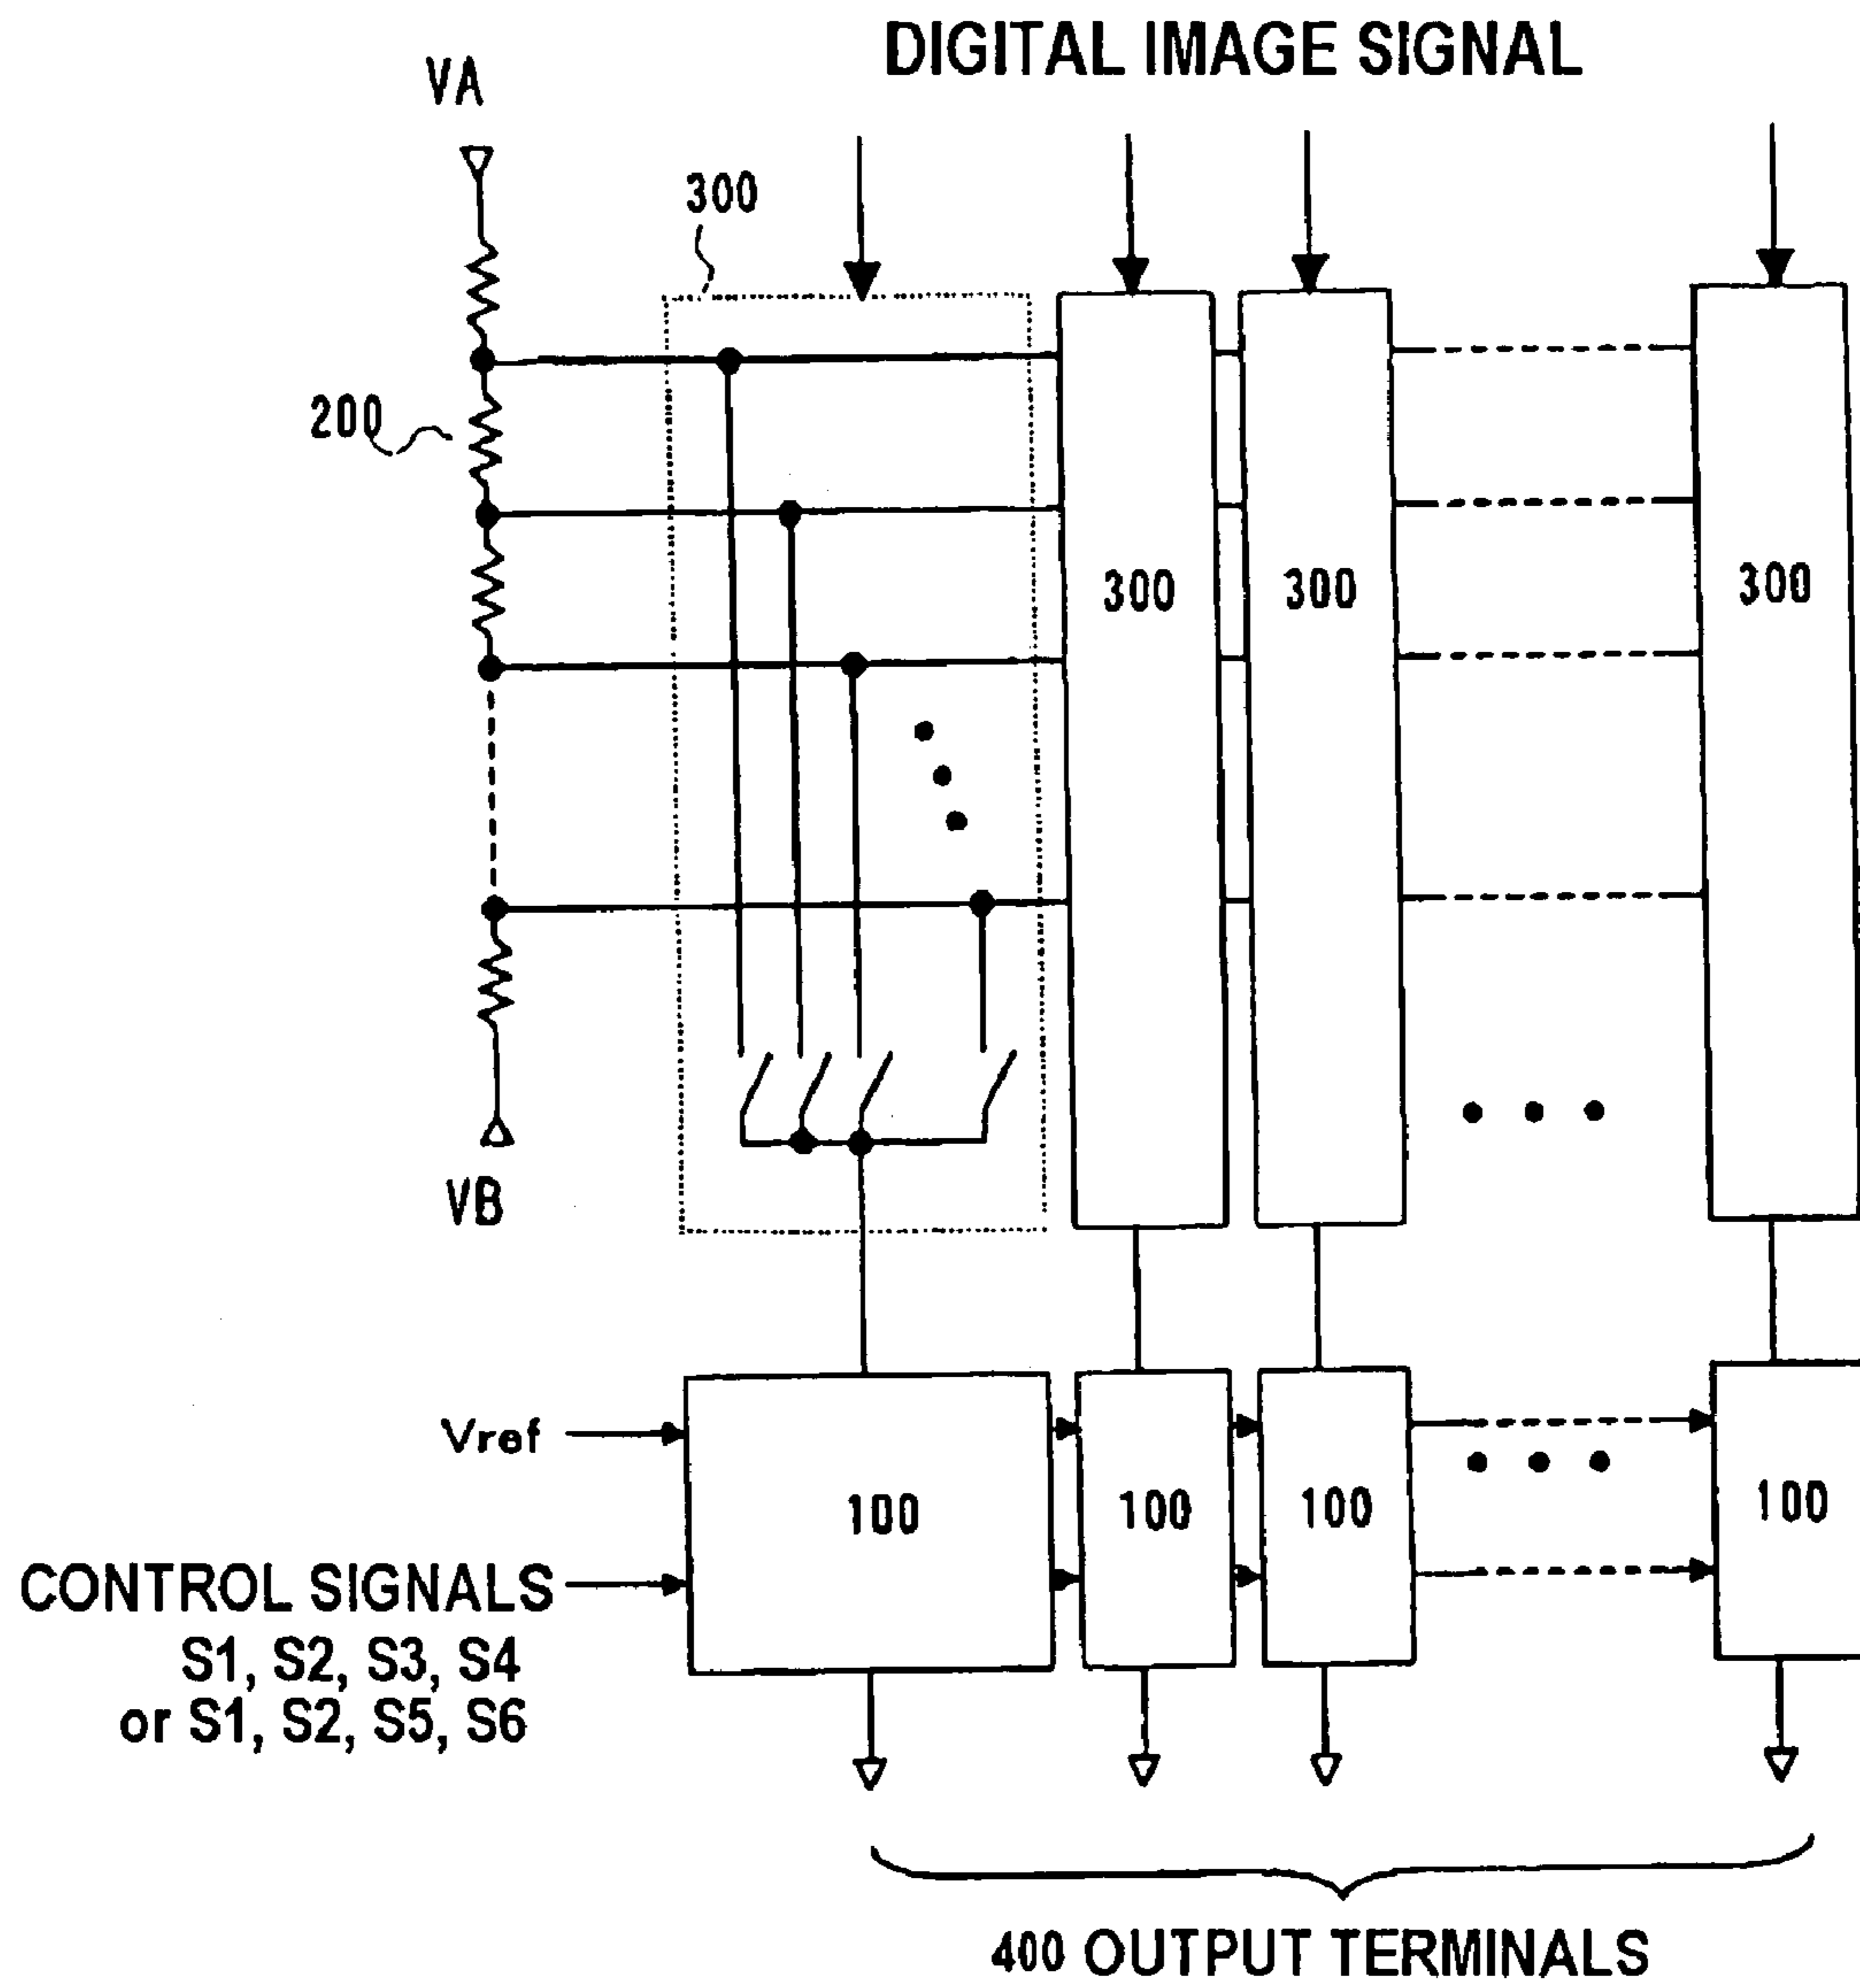 DIGITAL IMAGE SIGNAL
VA
300
200
300
300
300
VB
Vref
100
100
100
100
CONTROL SIGNALS
S1, S2, S3, S4
or S1, S2, S5, S6
400 OUTPUT TERMINALS